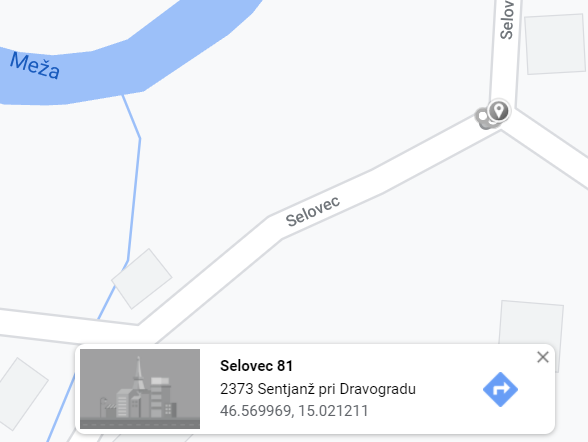 Meža
Selov
Selovec
Selovec 81
2373 Sentjanž pri Dravogradu
46.569969, 15.021211